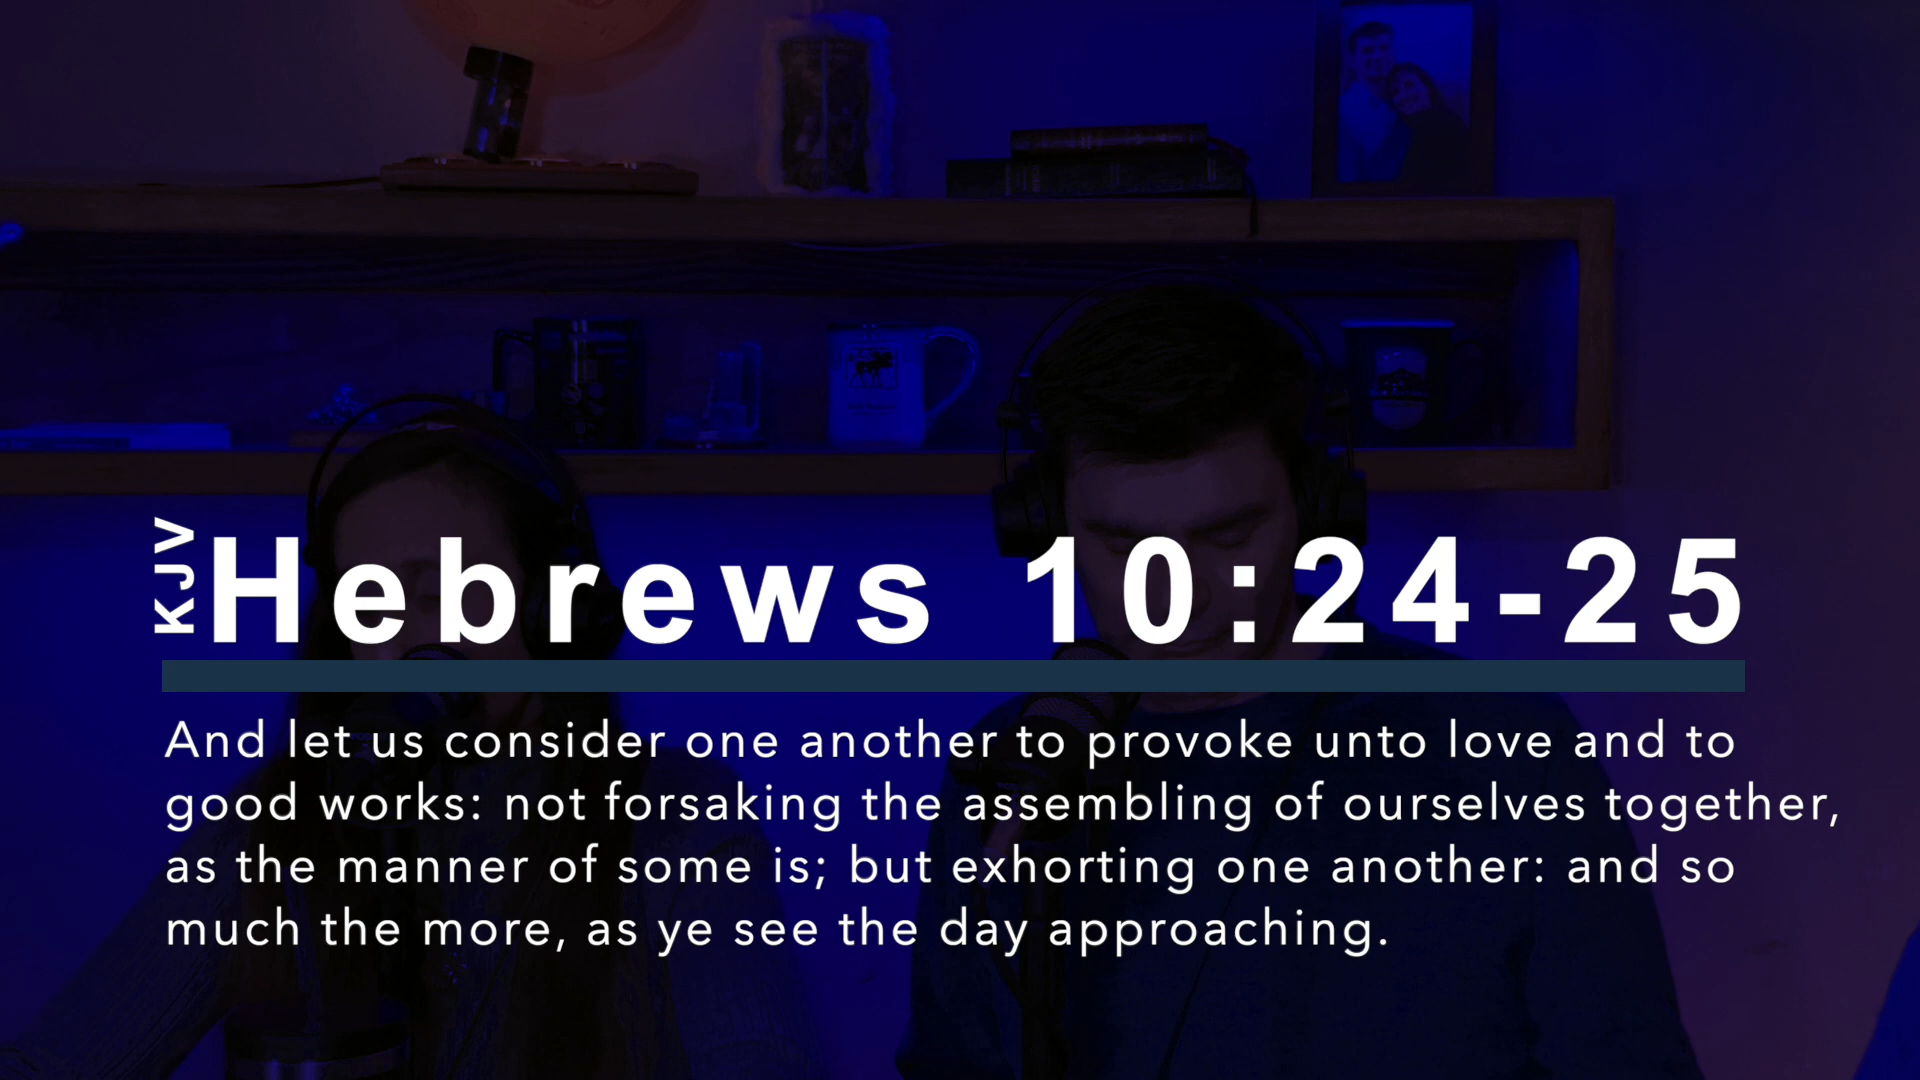 KJV
Hebrews 10:24-25
And let us consider one another to provoke unto love and to
good works: not forsaking the assembling of ourselves together,
as the manner of some is; but exhorting one another: and so
much the more, as ye see the day approaching.